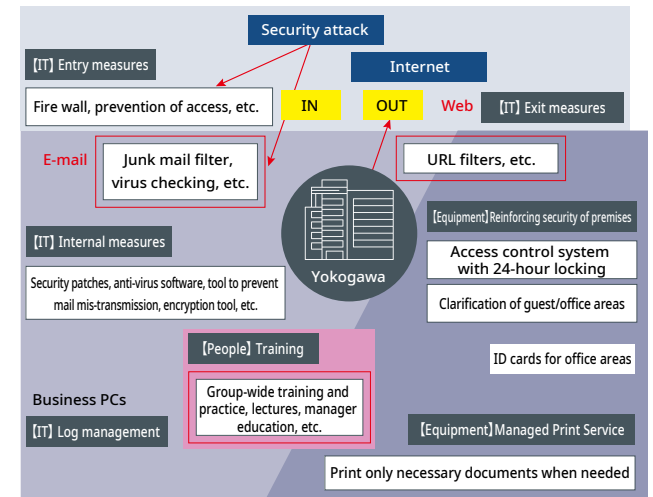 Security attack
【IT】 Entry measures
Internet
Fire wall, prevention of access, etc.
IN
OUT
Web
【IT】 Exit measures
E-mail
Junk mail filter,
virus checking, etc.
URL filters, etc.
【Equipment】Reinforcing security of premises
【IT】 Internal measures
Access control system
with 24-hour locking
Yokogawa
Security patches, anti-virus software, tool to prevent
mail mis-transmission, encryption tool, etc.
Clarification of guest/office areas
【People】 Training
ID cards for office areas
Group-wide training and
practice, lectures, manager
education, etc.
Business PCs
【IT】 Log management
【Equipment】Managed Print Service
Print only necessary documents when needed